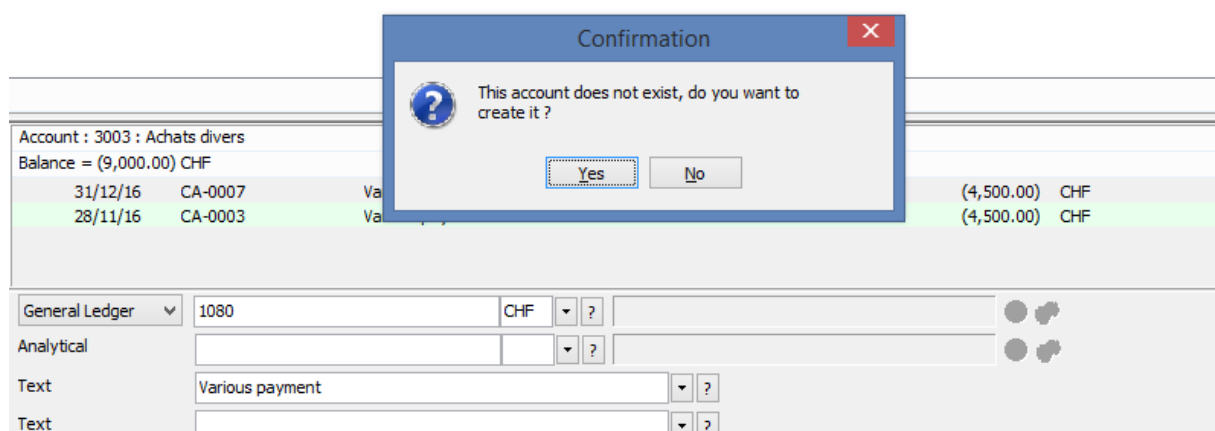 Confirmation
This account does not exist, do you want to
create it ?
Yes No
Account : 3003 : Achats divers
Balance = (9,000.00) CHF
31/12/16 CA-0007 (4,500.00) CHF
28/11/16 CA-0003 (4,500.00) CHF
General Ledger 1080 CHF ?
Analytical ?
Text Various payment ?
Text ?